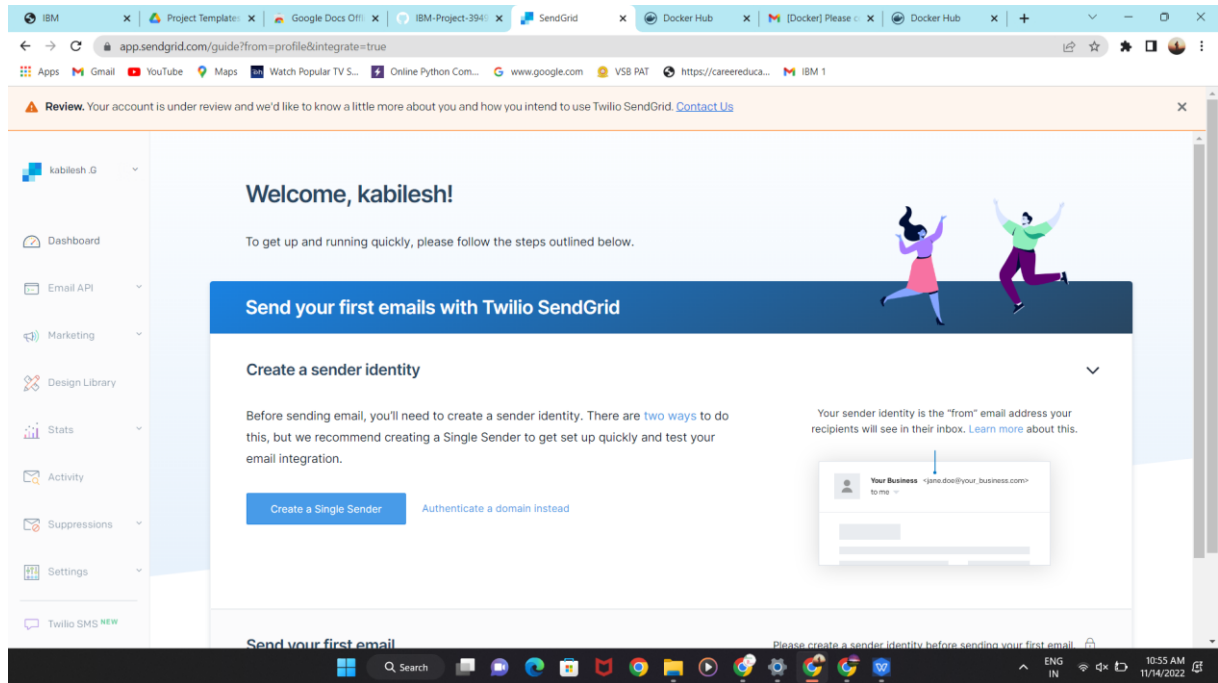 IBM
Project Templates
Google Docs Offl
IBM-Project-3949
SendGrid
Docker Hub
[Docker] Please c
Docker Hub
app.sendgrid.com/guide?from=profile&integrate=true
Apps Gmail YouTube Maps Watch Popular TV S... Online Python Com... www.google.com VSB PAT https://careereduca... IBM 1
Review. Your account is under review and we'd like to know a little more about you and how you intend to use Twilio SendGrid. Contact Us
kabilesh .G
Dashboard
Email API
Marketing
Design Library
Stats
Activity
Suppressions
Settings
Twilio SMS NEW
Welcome, kabilesh!
To get up and running quickly, please follow the steps outlined below.
Send your first emails with Twilio SendGrid
Create a sender identity
Before sending email, you'll need to create a sender identity. There are two ways to do
this, but we recommend creating a Single Sender to get set up quickly and test your
email integration.
Create a Single Sender
Authenticate a domain instead
Your sender identity is the "from" email address your
recipients will see in their inbox. Learn more about this.
Your Business <jane.doe@your_business.com>
to me
Send your first email
Please create a sender identity before sending your first email.
Search
ENG
IN
10:55 AM
11/14/2022